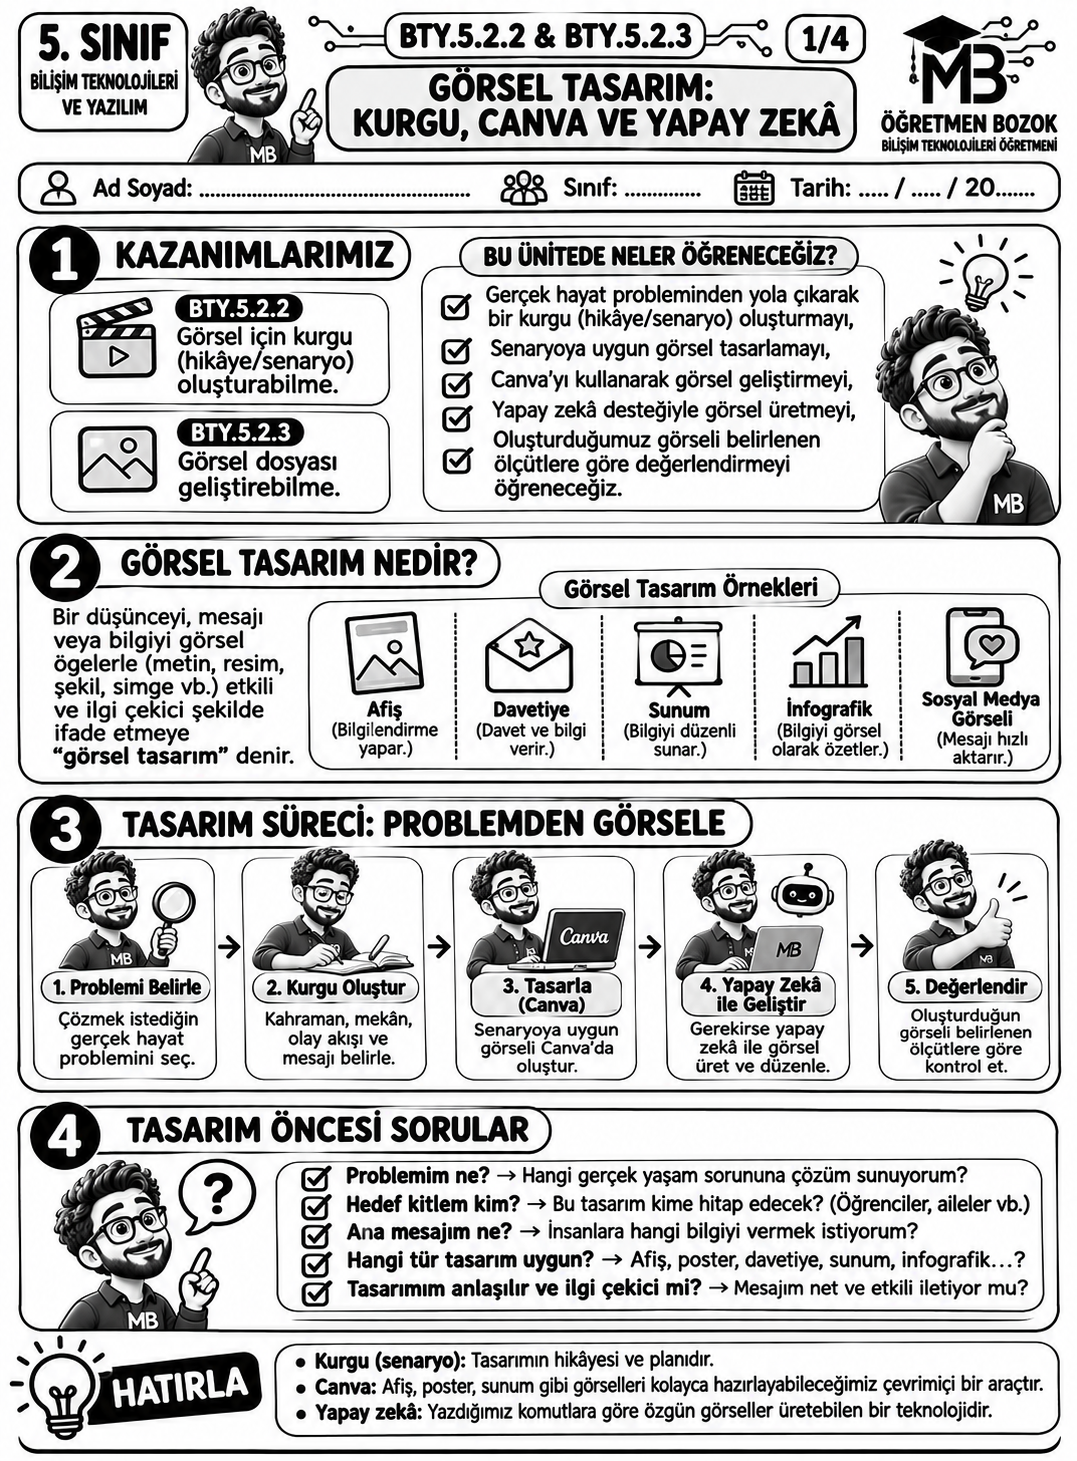 5. SINIF
BİLİŞİM TEKNOLOJİLERİ
VE YAZILIM
MB
BTY.5.2.2 & BTY.5.2.3
1/4
GÖRSEL TASARIM:
KURGU, CANVA VE YAPAY ZEKÂ
MB
ÖĞRETMEN BOZOK
BİLİŞİM TEKNOLOJİLERİ ÖĞRETMENİ
Ad Soyad: ............................................
Sınıf: .............
Tarih: ..... / ..... / 20.......
1 KAZANIMLARIMIZ
BTY.5.2.2
Görsel için kurgu
(hikâye/senaryo)
oluşturabilme.
BTY.5.2.3
Görsel dosyası
geliştirebilme.
BU ÜNİTEDE NELER ÖĞRENECEĞİZ?
Gerçek hayat probleminden yola çıkarak
bir kurgu (hikâye/senaryo) oluşturmayı,
Senaryoya uygun görsel tasarlamayı,
Canva'yı kullanarak görsel geliştirmeyi,
Yapay zekâ desteğiyle görsel üretmeyi,
Oluşturduğumuz görseli belirlenen
ölçütlere göre değerlendirmeyi
öğreneceğiz.
MB
2 GÖRSEL TASARIM NEDİR?
Bir düşünceyi, mesajı
veya bilgiyi görsel
ögelerle (metin, resim,
şekil, simge vb.) etkili
ve ilgi çekici şekilde
ifade etmeye
"görsel tasarım" denir.
Görsel Tasarım Örnekleri
Afiş
(Bilgilendirme
yapar.)
Davetiye
(Davet ve bilgi
verir.)
Sunum
(Bilgiyi düzenli
sunar.)
İnfografik
(Bilgiyi görsel
olarak özetler.)
Sosyal Medya
Görseli
(Mesajı hızlı
aktarır.)
3 TASARIM SÜRECİ: PROBLEMDEN GÖRSELE
MB
1. Problemi Belirle
Çözmek istediğin
gerçek hayat
problemini seç.
2. Kurgu Oluştur
Kahraman, mekân,
olay akışı ve
mesajı belirle.
Canva
3. Tasarla
(Canva)
Senaryoya uygun
görseli Canva'da
oluştur.
MB
4. Yapay Zekâ
ile Geliştir
Gerekirse yapay
zekâ ile görsel
üret ve düzenle.
MB
5. Değerlendir
Oluşturduğun
görseli belirlenen
ölçütlere göre
kontrol et.
4 TASARIM ÖNCESİ SORULAR
?
MB
Problemim ne? → Hangi gerçek yaşam sorununa çözüm sunuyorum?
Hedef kitlem kim? → Bu tasarım kime hitap edecek? (Öğrenciler, aileler vb.)
Ana mesajım ne? → İnsanlara hangi bilgiyi vermek istiyorum?
Hangi tür tasarım uygun? → Afiş, poster, davetiye, sunum, infografik...?
Tasarımım anlaşılır ve ilgi çekici mi? → Mesajım net ve etkili iletiyor mu?
HATIRLA
• Kurgu (senaryo): Tasarımın hikâyesi ve planıdır.
• Canva: Afiş, poster, sunum gibi görselleri kolayca hazırlayabileceğimiz çevrimiçi bir araçtır.
• Yapay zekâ: Yazdığımız komutlara göre özgün görseller üretebilen bir teknolojidir.